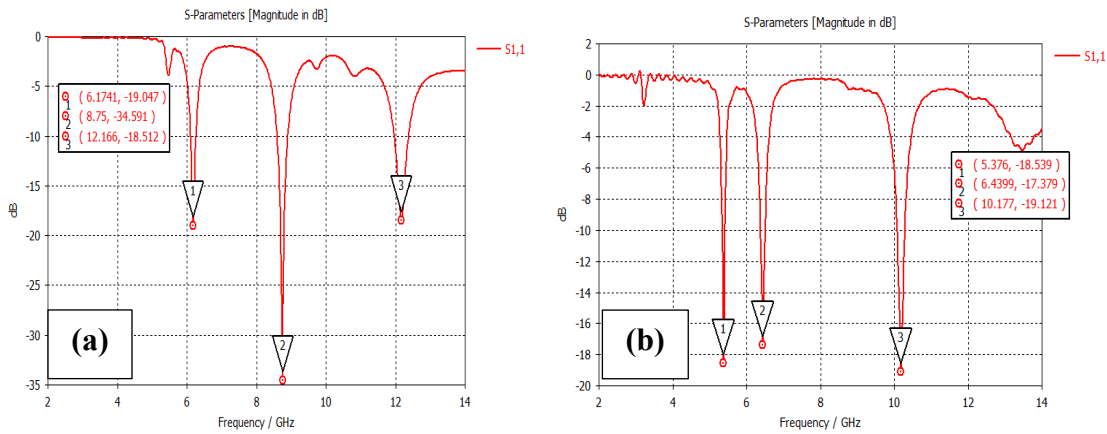 S-Parameters [Magnitude in dB]
S1,1
0
-5
-10
-15
-20
-25
-30
-35
dB
1 ( 6.1741, -19.047 )
2 ( 8.75, -34.591 )
3 ( 12.166, -18.512 )
1
2
3
(a)
2 4 6 8 10 12 14
Frequency / GHz
S-Parameters [Magnitude in dB]
S1,1
2
0
-2
-4
-6
-8
-10
-12
-14
-16
-18
-20
dB
1 ( 5.376, -18.539 )
2 ( 6.4399, -17.379 )
3 ( 10.177, -19.121 )
1
2
3
(b)
2 4 6 8 10 12 14
Frequency / GHz